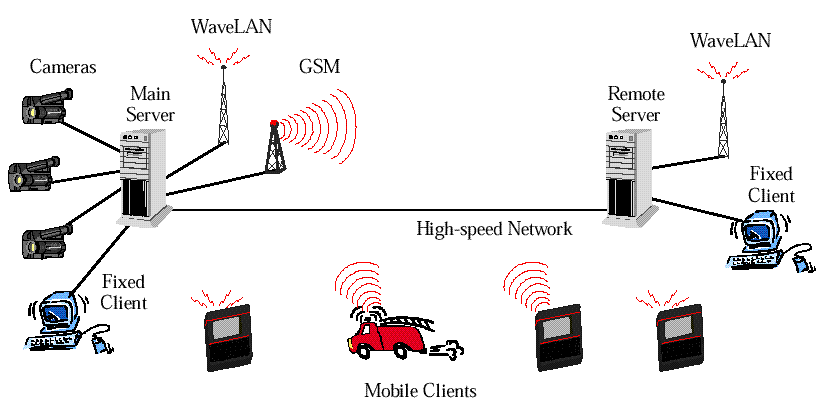 WaveLAN
Cameras
GSM
Main
Server
WaveLAN
Remote
Server
Fixed
Client
High-speed Network
Fixed
Client
Mobile Clients